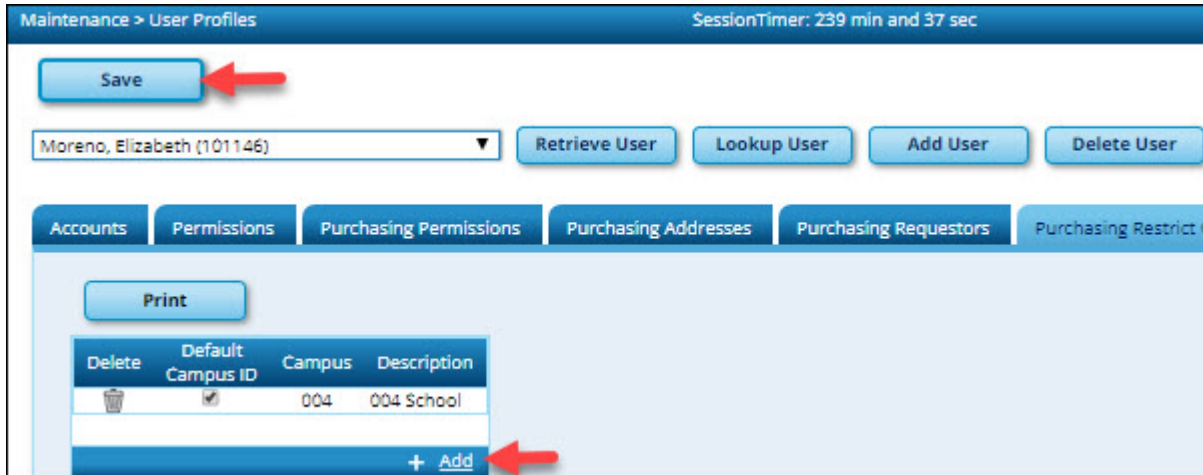 Maintenance > User Profiles SessionTimer: 239 min and 37 sec
Save
Moreno, Elizabeth (101146) Retrieve User Lookup User Add User Delete User
Accounts Permissions Purchasing Permissions Purchasing Addresses Purchasing Requestors Purchasing Restrict
Print
Delete Default Campus ID Campus Description
004 004 School
+ Add